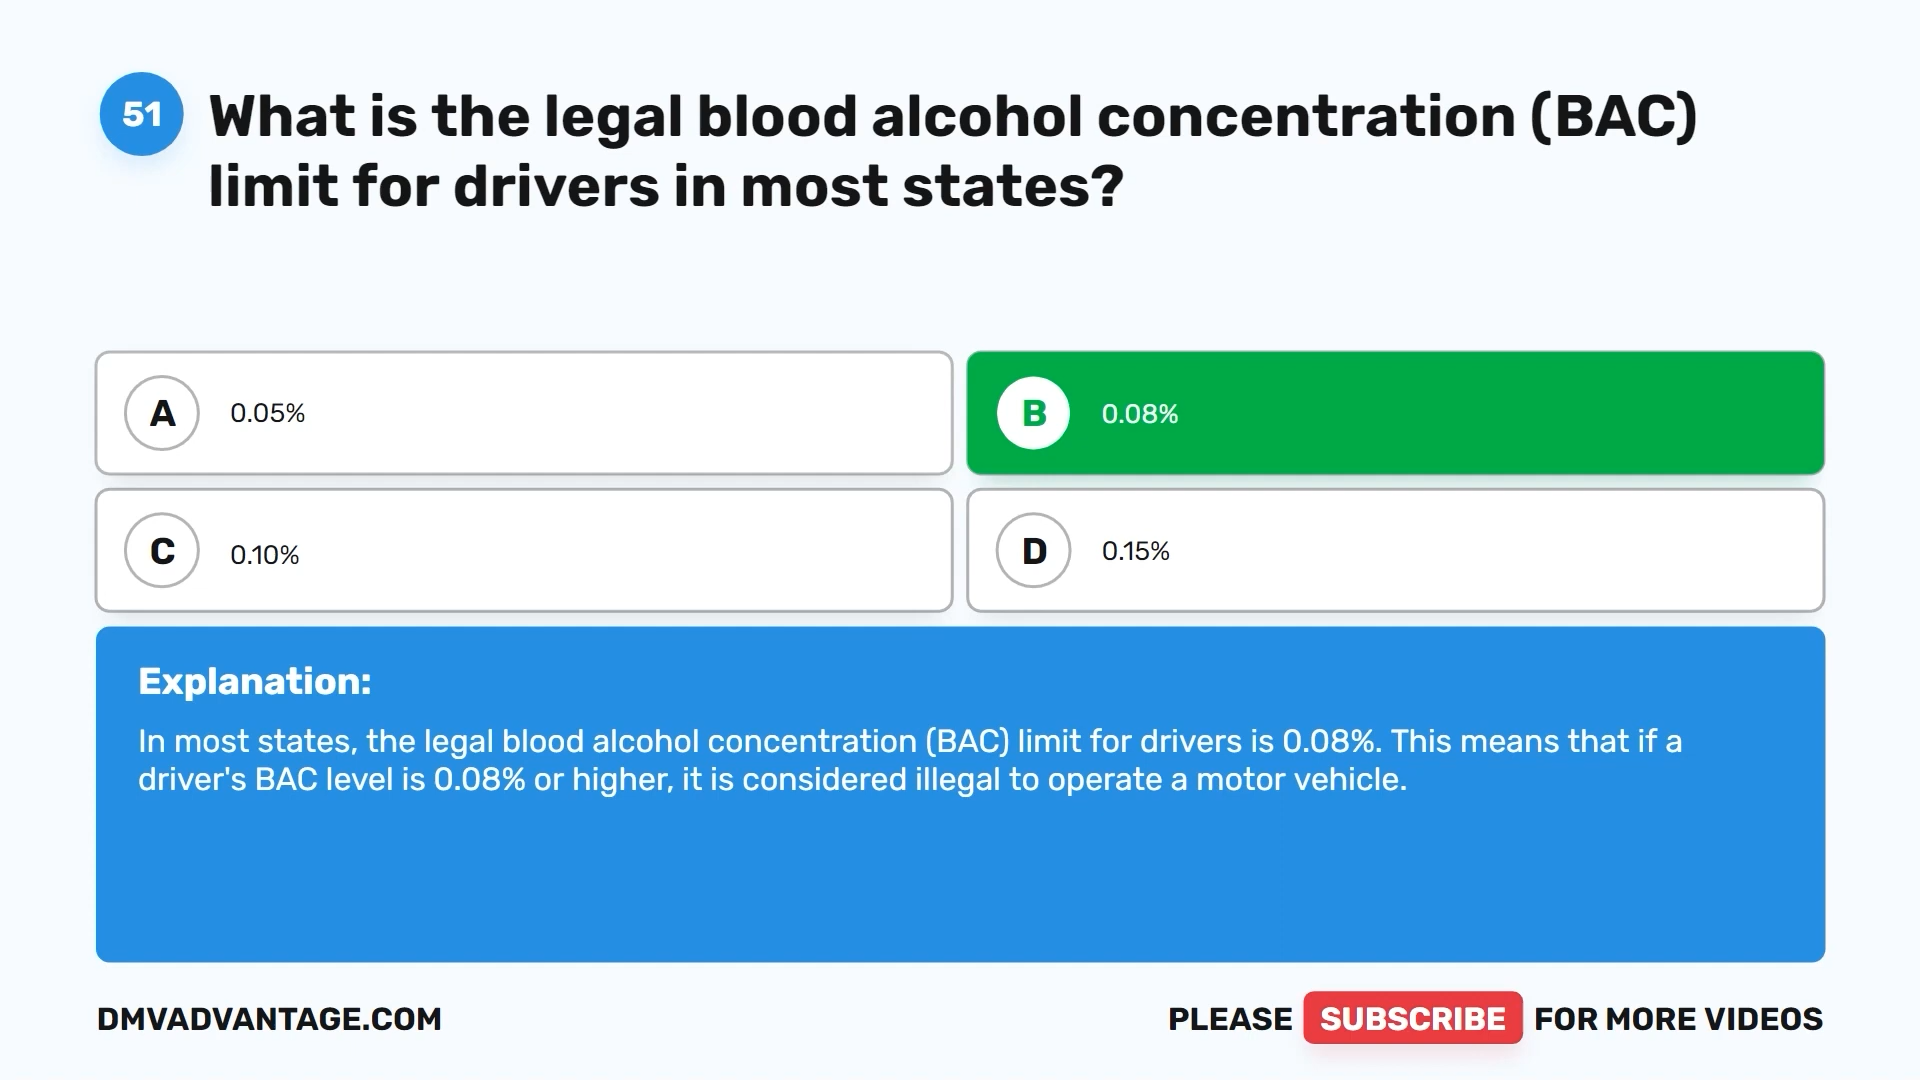 51
What is the legal blood alcohol concentration (BAC)
limit for drivers in most states?
A 0.05%
B 0.08%
C 0.10%
D 0.15%
Explanation:
In most states, the legal blood alcohol concentration (BAC) limit for drivers is 0.08%. This means that if a
driver's BAC level is 0.08% or higher, it is considered illegal to operate a motor vehicle.
DMVADVANTAGE.COM
PLEASE SUBSCRIBE FOR MORE VIDEOS